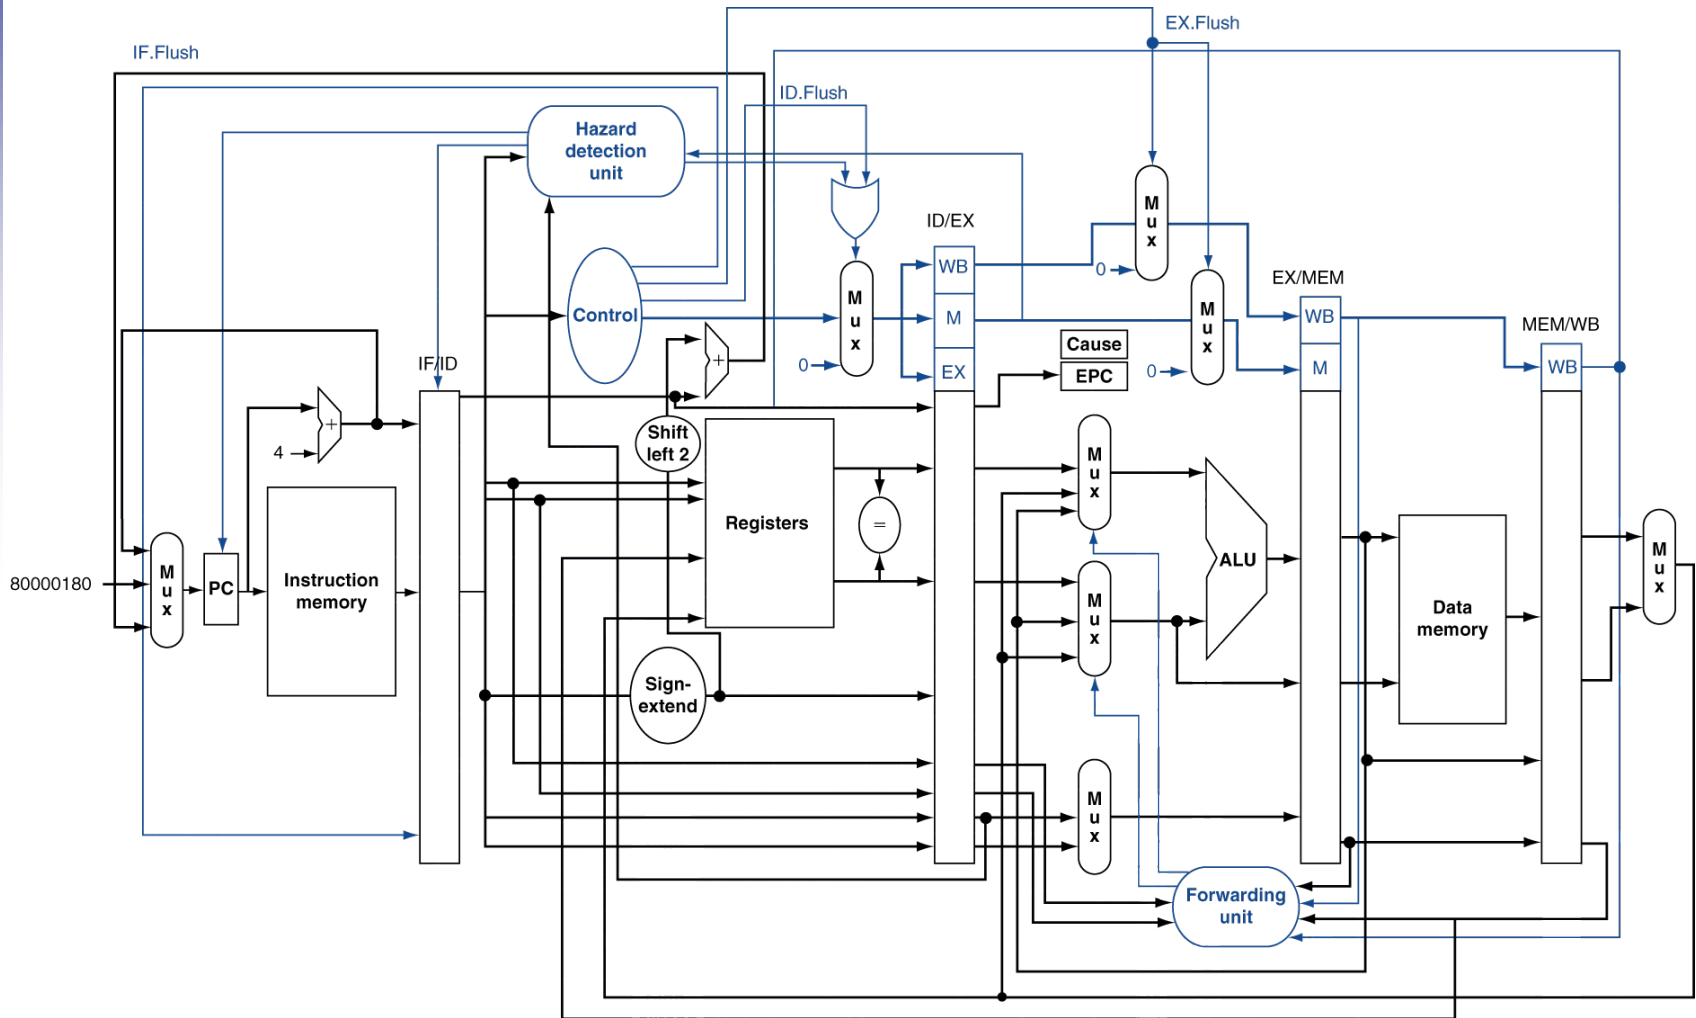 EX.Flush
IF.Flush
ID.Flush
Hazard
detection
unit
M
u
x
0
ID/EX
WB
M
EX
Control
M
u
x
0
M
u
x
0
EX/MEM
WB
M
MEM/WB
WB
Cause
EPC
IF/ID
+
+
4
Shift
left 2
Registers
=
M
u
x
M
u
x
ALU
80000180
M
u
x
PC
Instruction
memory
Data
memory
M
u
x
Sign-
extend
M
u
x
Forwarding
unit